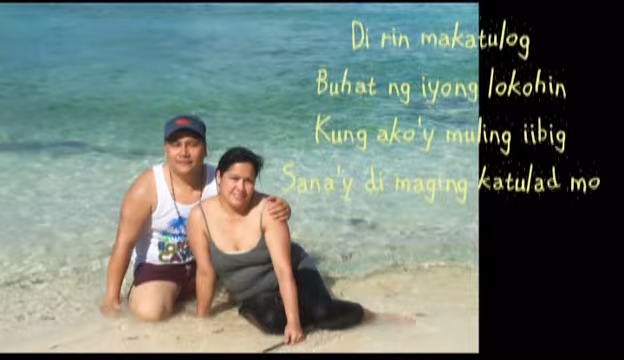 Di rin makatulog
Buhat ng iyong lokohin
Kung ako'y muling iibig
Sana'y di maging katulad mo